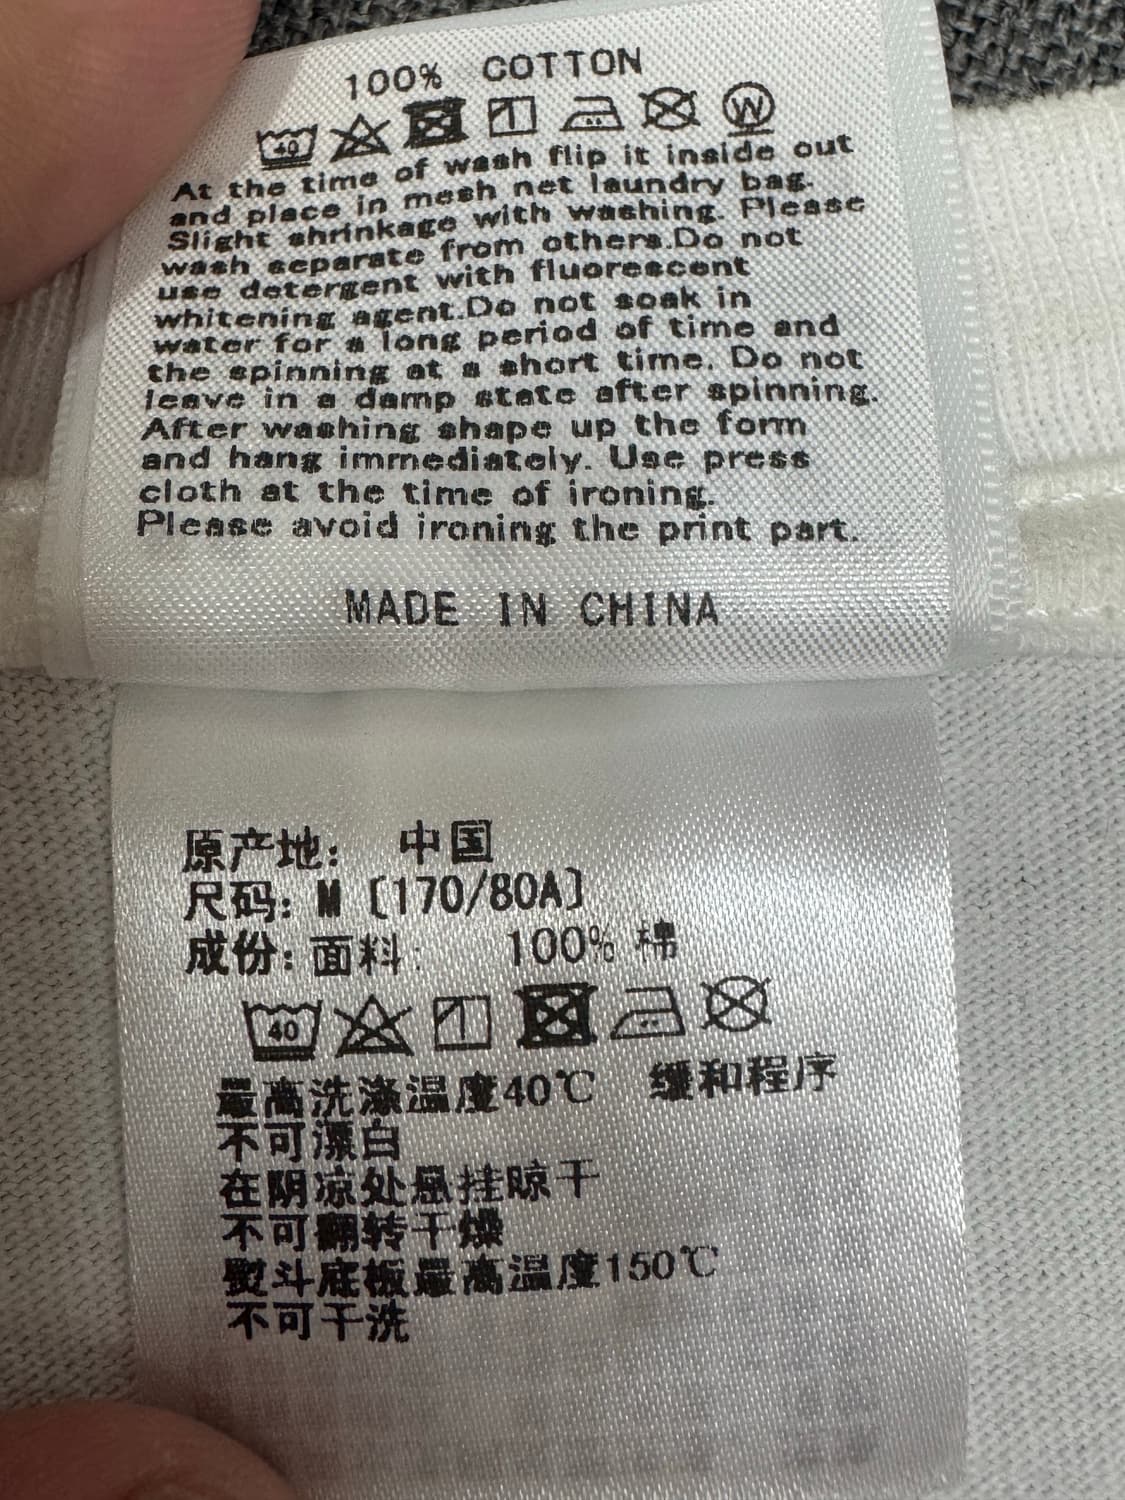 100% COTTON
40
W
At the time of wash flip it inside out
and place in mesh net laundry bag.
Slight shrinkage with washing. Please
wash separate from others.Do not
use detergent with fluorescent
whitening agent.Do not soak in
water for a long period of time and
the spinning at a short time. Do not
leave in a damp state after spinning.
After washing shape up the form
and hang immediately. Use press
cloth at the time of ironing.
Please avoid ironing the print part.
MADE IN CHINA
原产地: 中国
尺码: M [170/80A]
成份: 面料: 100% 棉
40
最高洗涤温度40℃ 缓和程序
不可漂白
在阴凉处悬挂晾干
不可翻转干燥
熨斗底板最高温度150℃
不可干洗